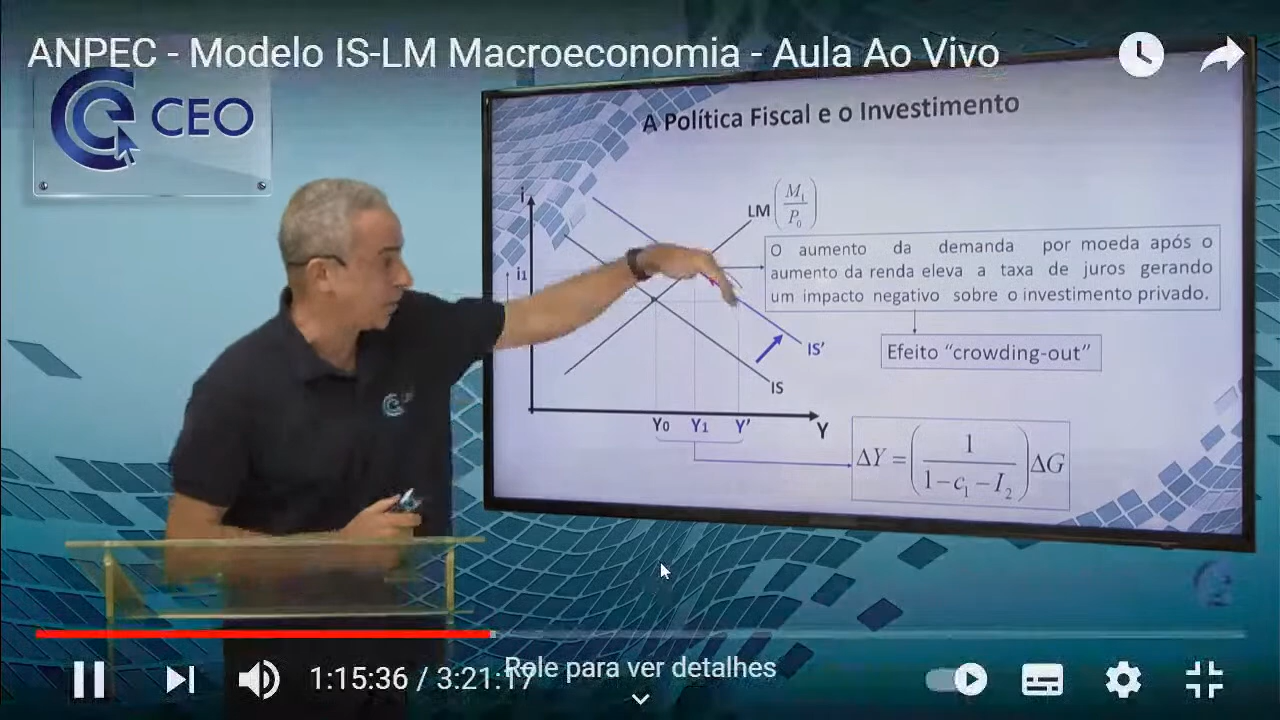 ANPEC - Modelo IS-LM Macroeconomia - Aula Ao Vivo
CEO
A Política Fiscal e o Investimento
i
LM (M₁/P₀)
i₁
O aumento da demanda por moeda após o
aumento da renda eleva a taxa de juros gerando
um impacto negativo sobre o investimento privado.
IS'
Efeito "crowding-out"
IS
Y₀ Y₁ Y' Y
ΔY = (1/(1-c₁-I₂)) ΔG
1:15:36 / 3:21:17
Role para ver detalhes